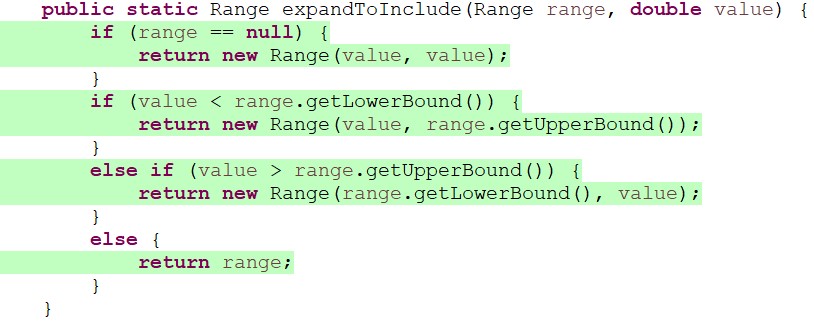 public static Range expandToInclude(Range range, double value) {
    if (range == null) {
        return new Range(value, value);
    }
    if (value < range.getLowerBound()) {
        return new Range(value, range.getUpperBound());
    }
    else if (value > range.getUpperBound()) {
        return new Range(range.getLowerBound(), value);
    }
    else {
        return range;
    }
}